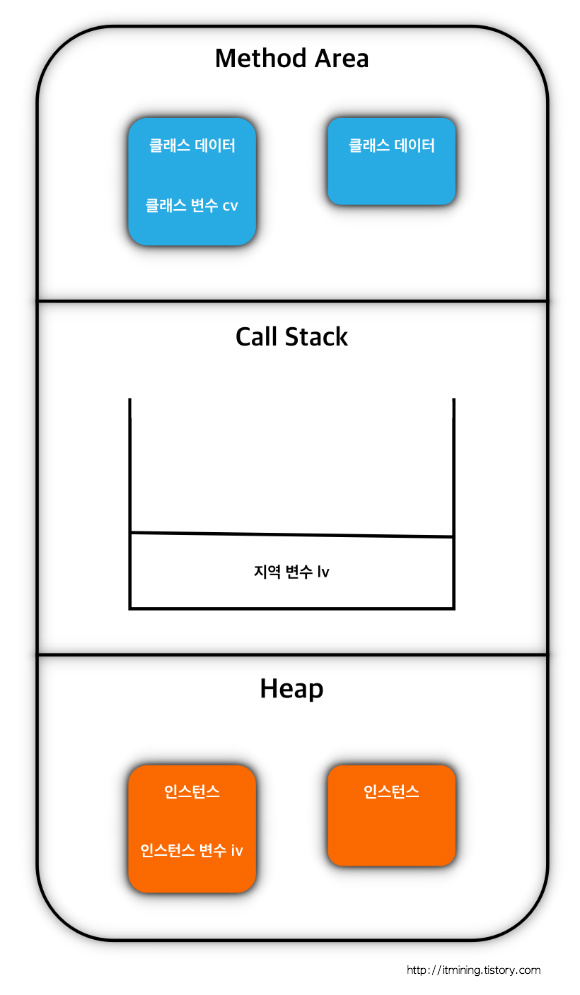 Method Area
클래스 데이터
클래스 변수 cv
클래스 데이터
Call Stack
지역 변수 lv
Heap
인스턴스
인스턴스 변수 iv
인스턴스
http://itmining.tistory.com